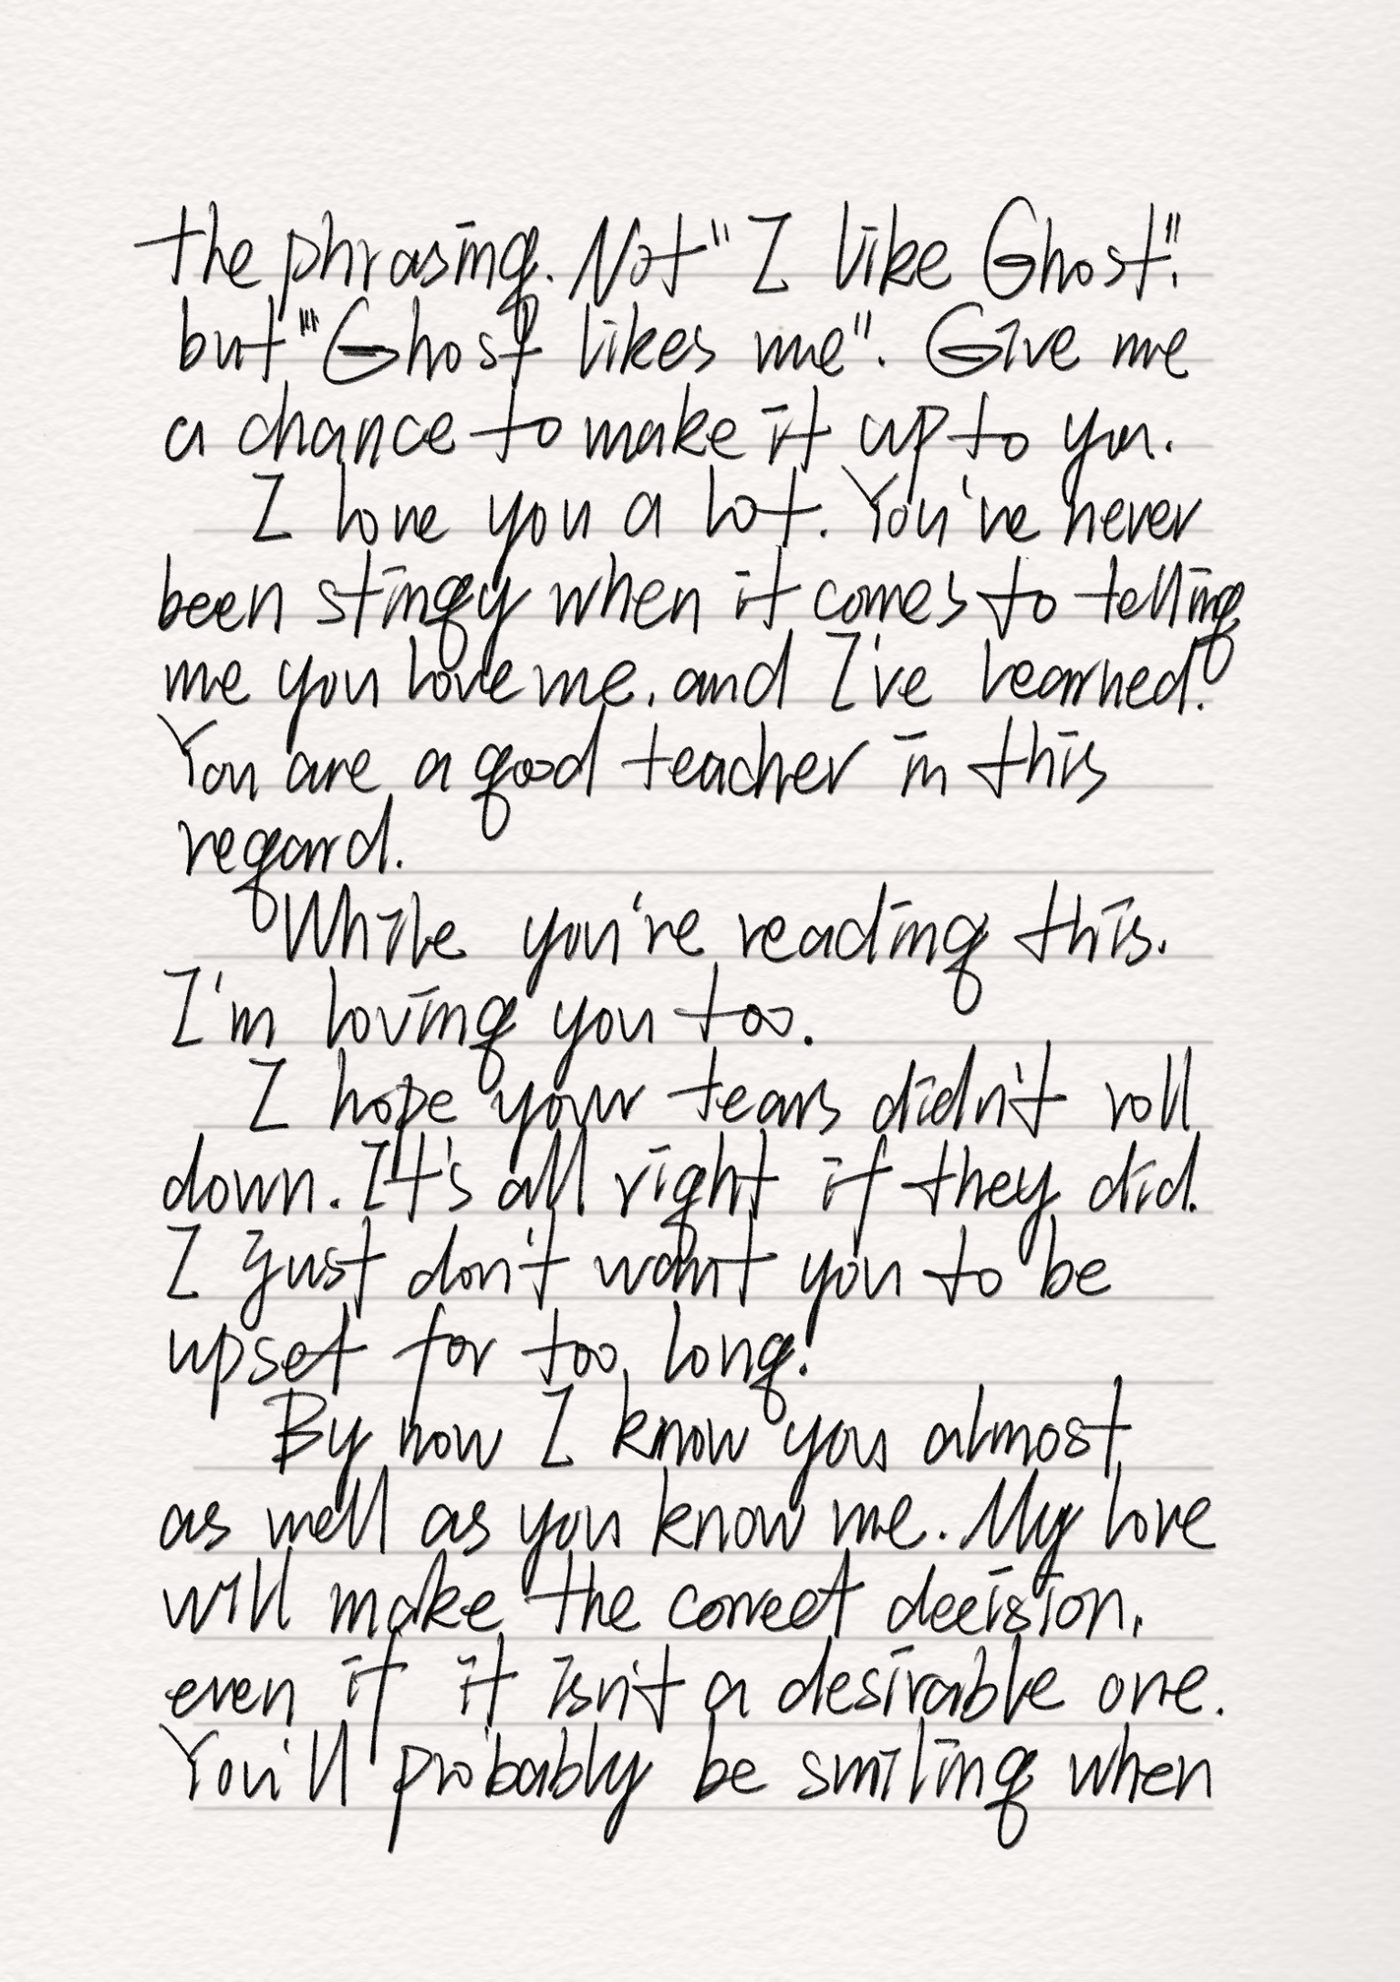 the phrasing. Not "I like Ghost".
but "Ghost likes me". Give me
a chance to make it up to you.
I love you a lot. You've never
been stingy when it comes to telling
me you love me, and I've learned.
You are a good teacher in this
regard.
While you're reading this.
I'm loving you too.
I hope your tears didn't roll
down. It's all right if they did.
I just don't want you to be
upset for too long.
By now I know you almost
as well as you know me. My love
will make the correct decision,
even if it isn't a desirable one.
You'll probably be smiling when